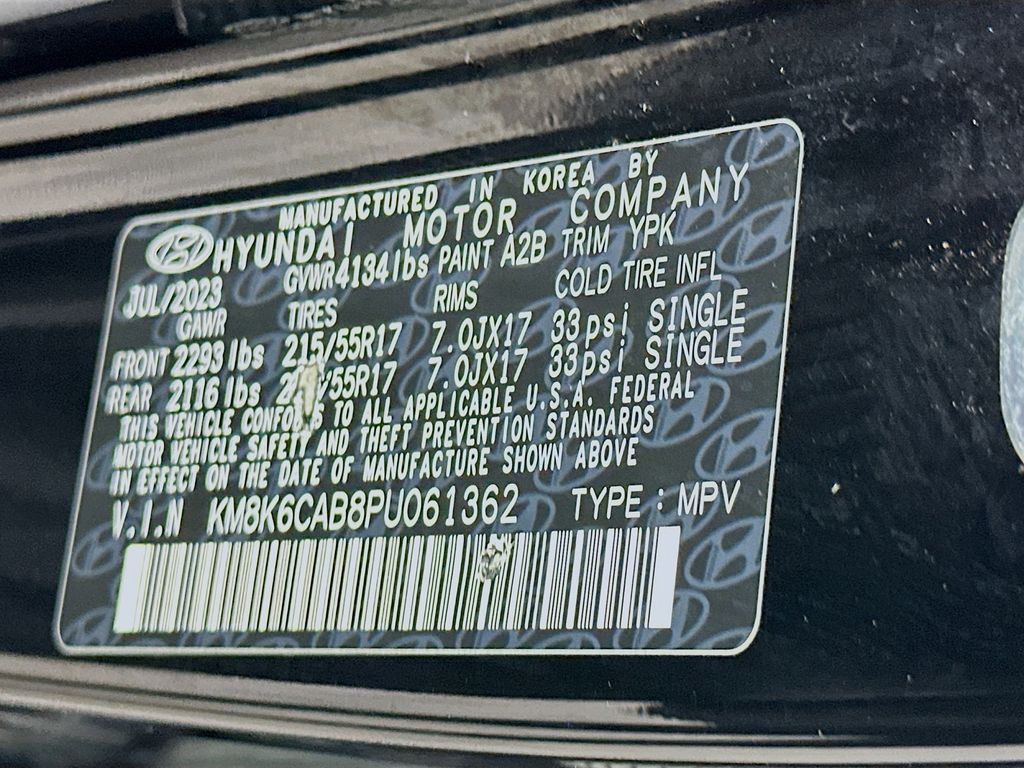 MANUFACTURED IN KOREA BY
HYUNDAI MOTOR COMPANY
JUL/2023 GVWR 4134lbs PAINT A2B TRIM YPK
GAWR TIRES RIMS COLD TIRE INFL
FRONT 2293 lbs 215/55R17 7.0JX17 33psi SINGLE
REAR 2116 lbs /55R17 7.0JX17 33psi SINGLE
THIS VEHICLE CONFORMS TO ALL APPLICABLE U.S.A. FEDERAL
MOTOR VEHICLE SAFETY AND THEFT PREVENTION STANDARDS
IN EFFECT ON THE DATE OF MANUFACTURE SHOWN ABOVE
V.I.N KM8K6CAB8PU061362 TYPE : MPV